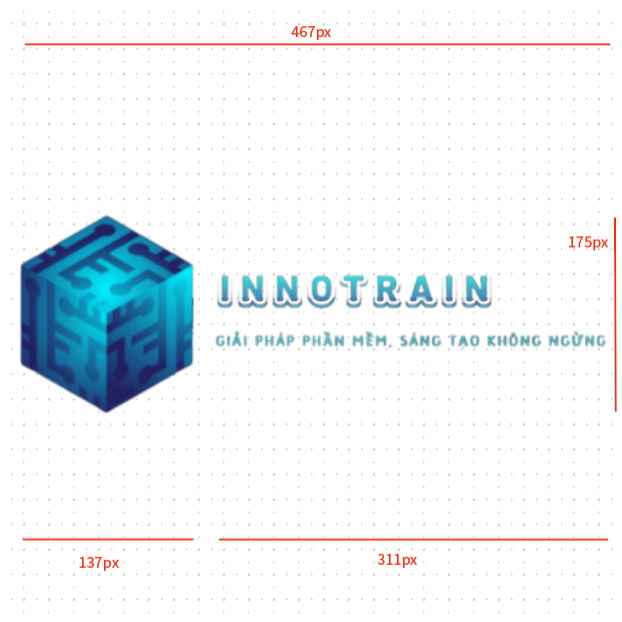 467px
175px
INNOTRAIN
GIẢI PHÁP PHẦN MỀM, SÁNG TẠO KHÔNG NGỪNG
137px
311px